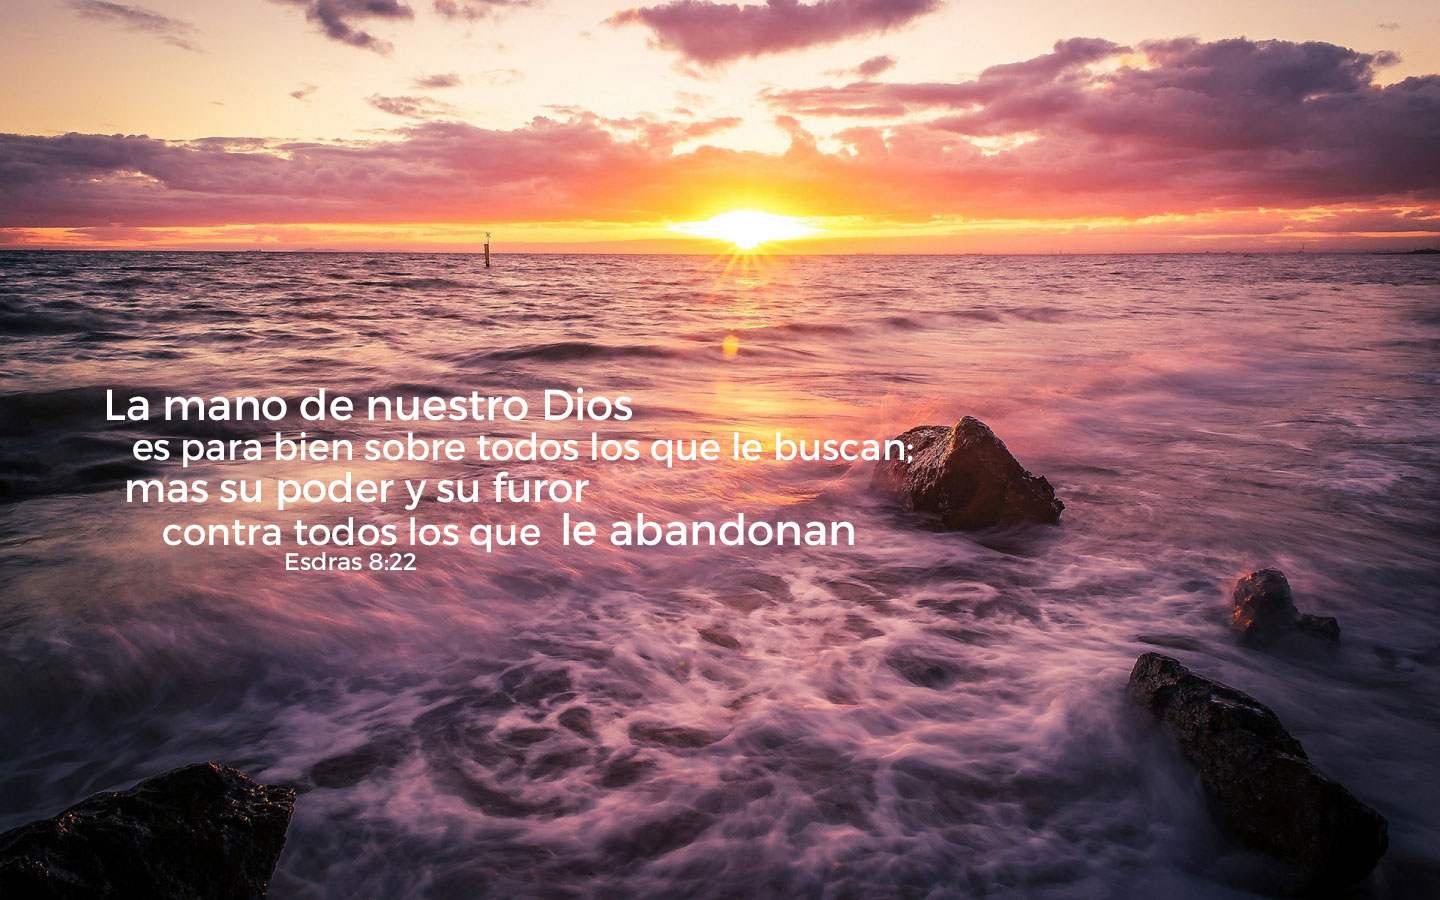 La mano de nuestro Dios
es para bien sobre todos los que le buscan;
mas su poder y su furor
contra todos los que le abandonan
Esdras 8:22